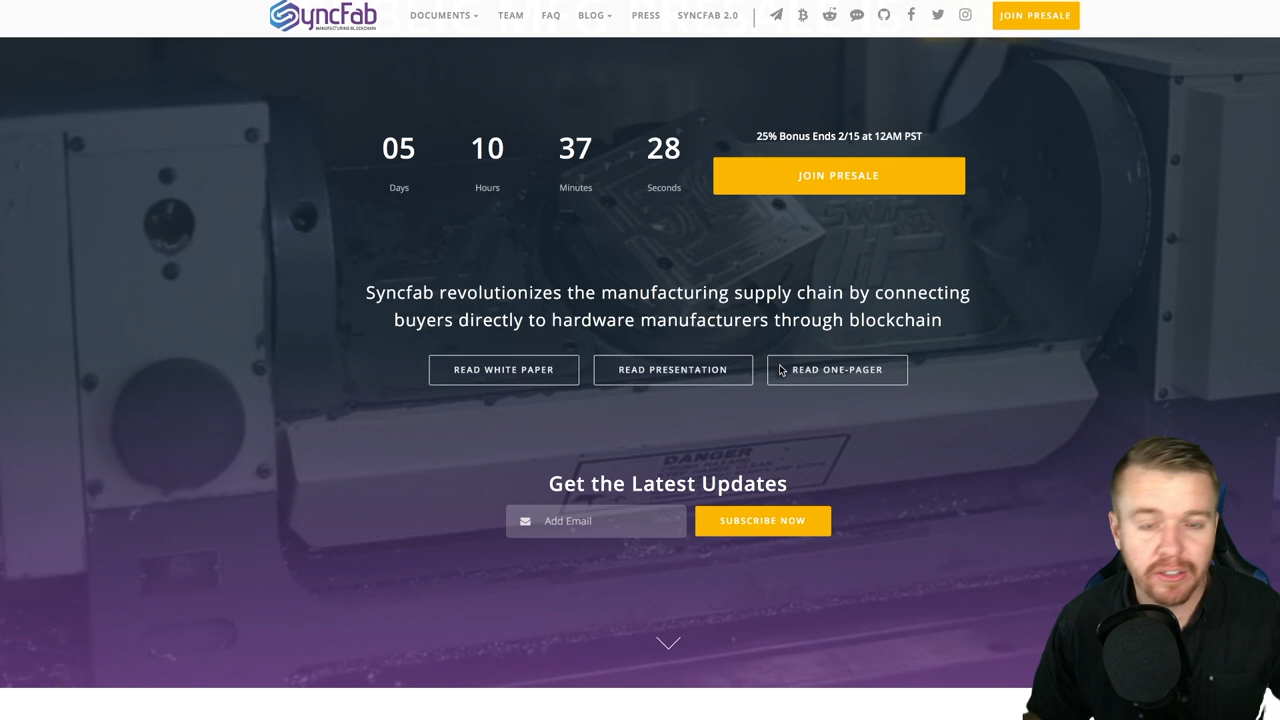 SyncFab
MANUFACTURING BLOCKCHAIN
DOCUMENTS TEAM FAQ BLOG PRESS SYNCFAB 2.0 JOIN PRESALE
25% Bonus Ends 2/15 at 12AM PST
05 10 37 28
Days Hours Minutes Seconds
JOIN PRESALE
Syncfab revolutionizes the manufacturing supply chain by connecting
buyers directly to hardware manufacturers through blockchain
READ WHITE PAPER READ PRESENTATION READ ONE-PAGER
DANGER
Get the Latest Updates
Add Email SUBSCRIBE NOW